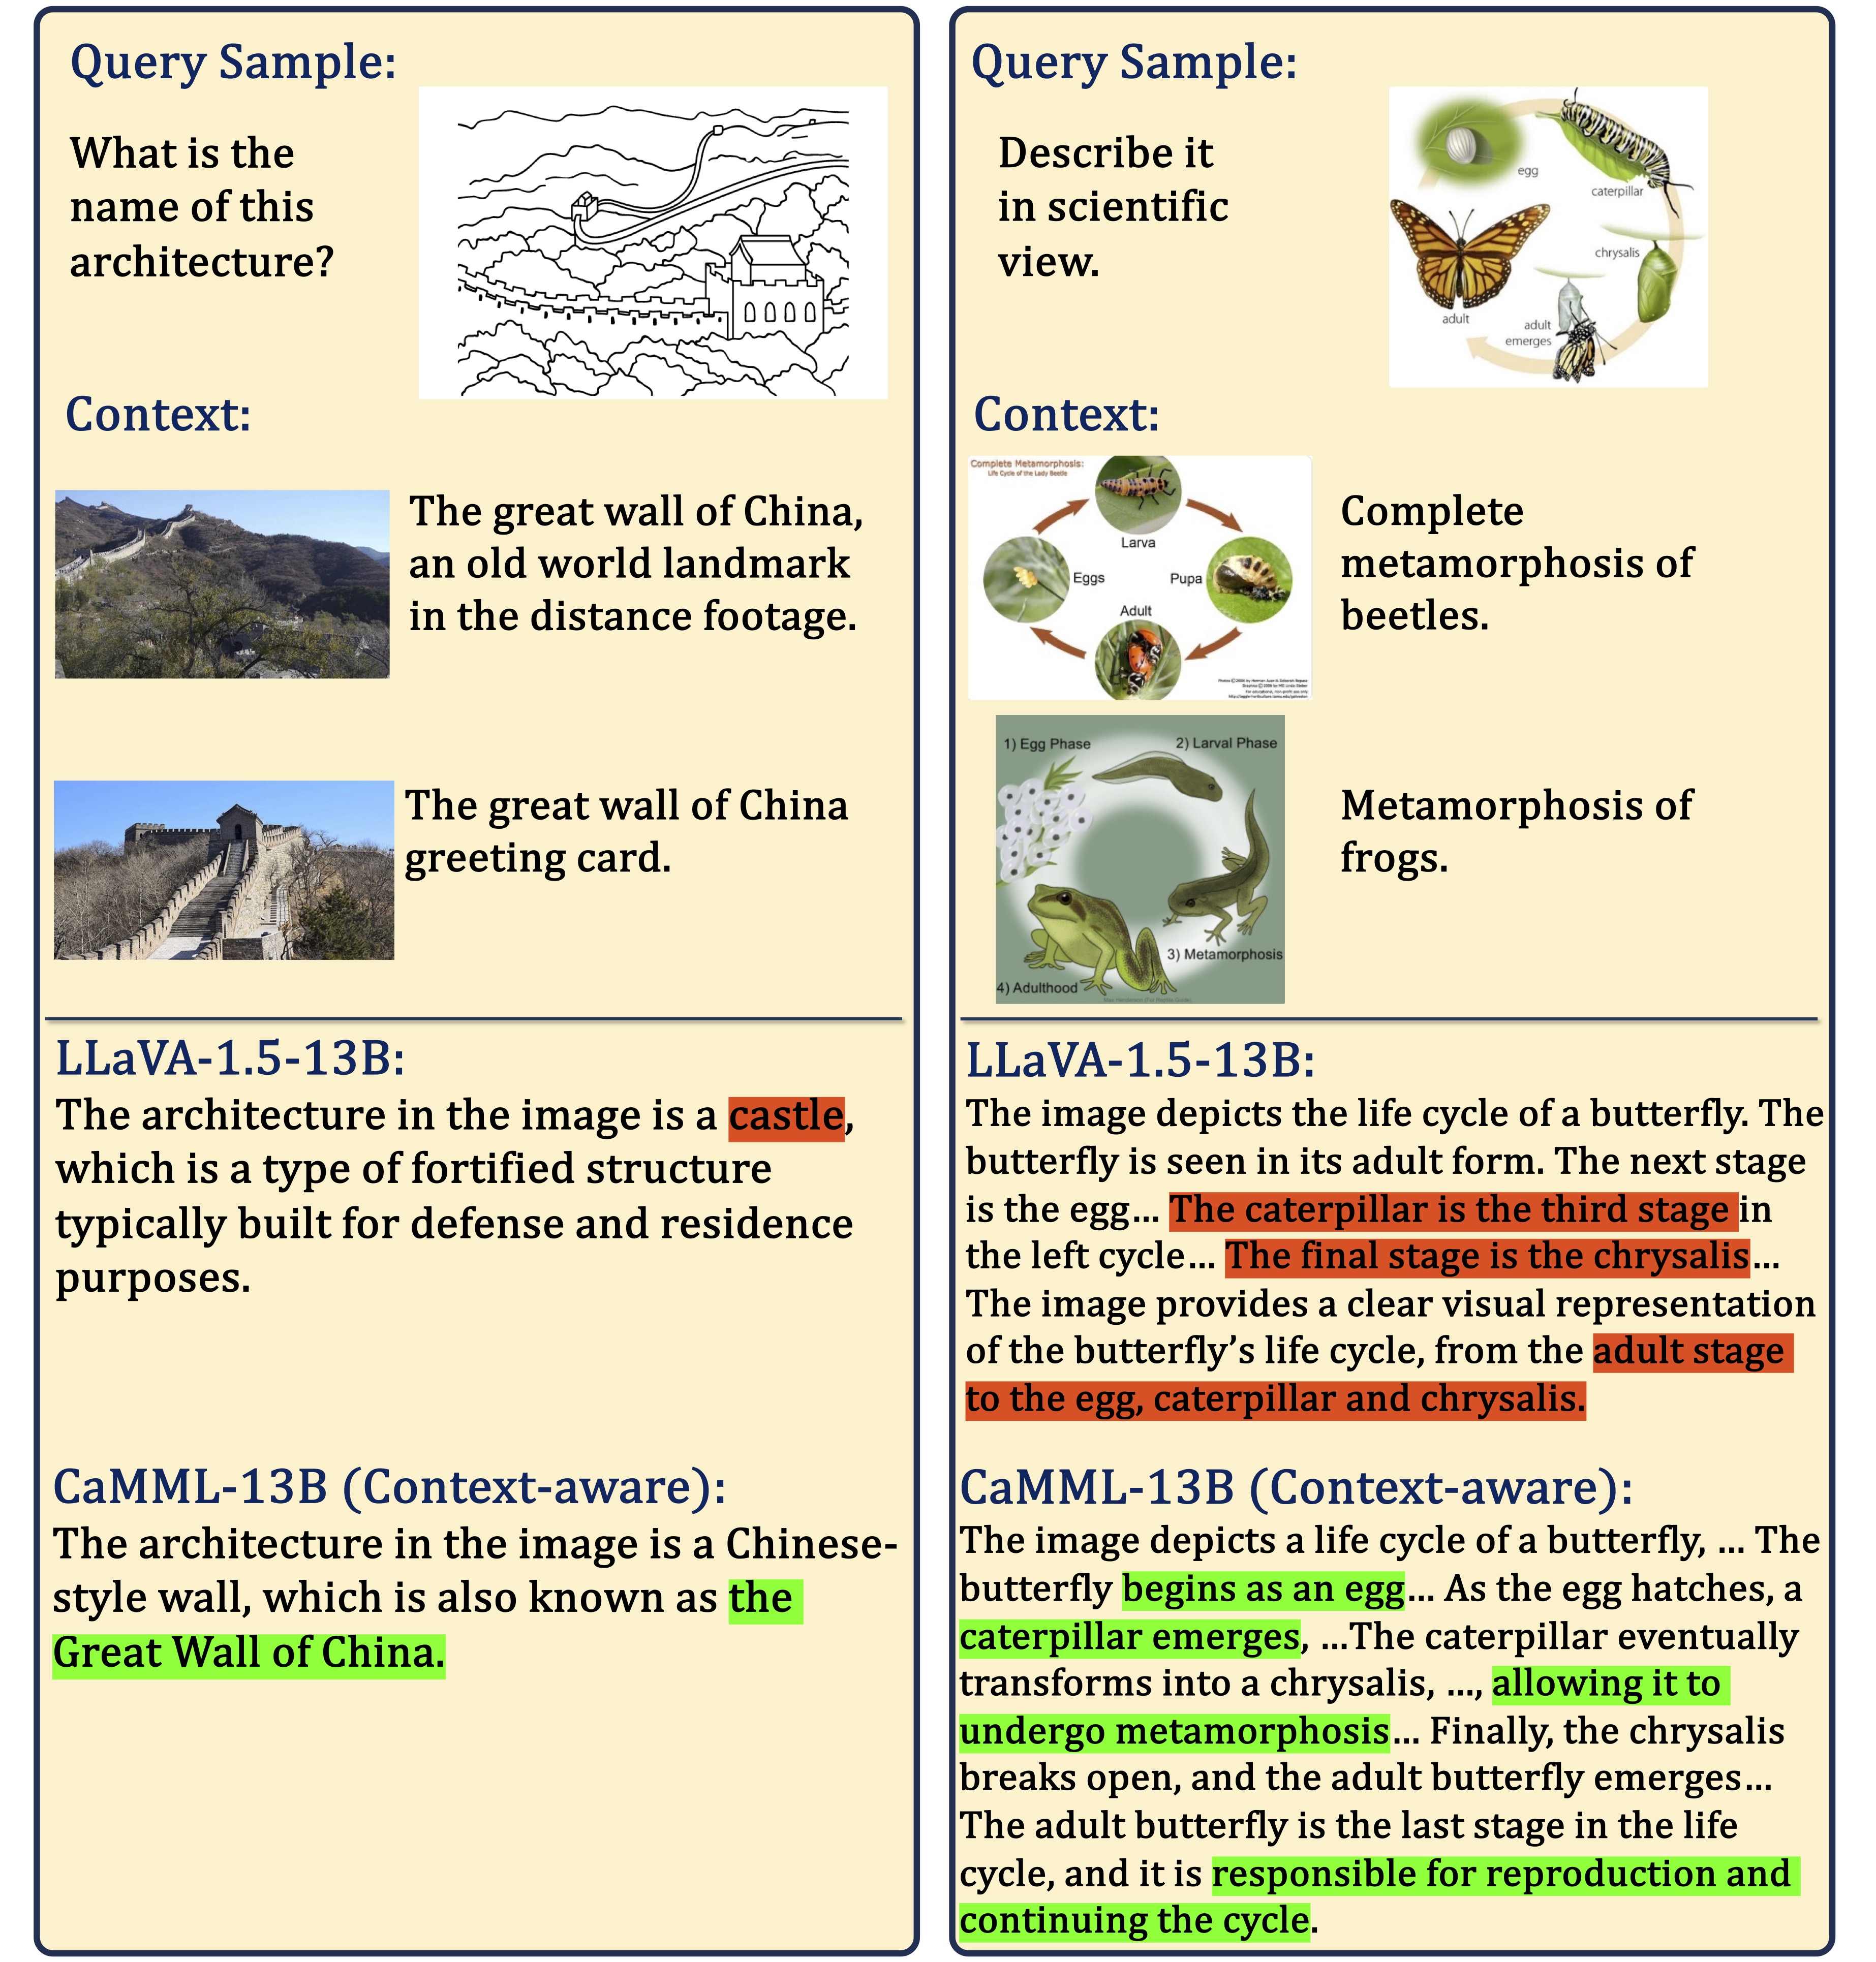 Query Sample:
What is the
name of this
architecture?
Context:
The great wall of China,
an old world landmark
in the distance footage.
The great wall of China
greeting card.
LLaVA-1.5-13B:
The architecture in the image is a castle,
which is a type of fortified structure
typically built for defense and residence
purposes.
CaMML-13B (Context-aware):
The architecture in the image is a Chinese-
style wall, which is also known as the
Great Wall of China.
Query Sample:
Describe it
in scientific
view.
egg
caterpillar
chrysalis
adult
emerges
adult
Context:
Complete Metamorphosis:
Life Cycle of the Lady Beetle
Larva
Eggs
Pupa
Adult
Complete
metamorphosis of
beetles.
1) Egg Phase
2) Larval Phase
3) Metamorphosis
4) Adulthood
Metamorphosis of
frogs.
LLaVA-1.5-13B:
The image depicts the life cycle of a butterfly. The
butterfly is seen in its adult form. The next stage
is the egg... The caterpillar is the third stage in
the left cycle... The final stage is the chrysalis...
The image provides a clear visual representation
of the butterfly’s life cycle, from the adult stage
to the egg, caterpillar and chrysalis.
CaMML-13B (Context-aware):
The image depicts a life cycle of a butterfly, ... The
butterfly begins as an egg... As the egg hatches, a
caterpillar emerges, ...The caterpillar eventually
transforms into a chrysalis, ..., allowing it to
undergo metamorphosis... Finally, the chrysalis
breaks open, and the adult butterfly emerges...
The adult butterfly is the last stage in the life
cycle, and it is responsible for reproduction and
continuing the cycle.